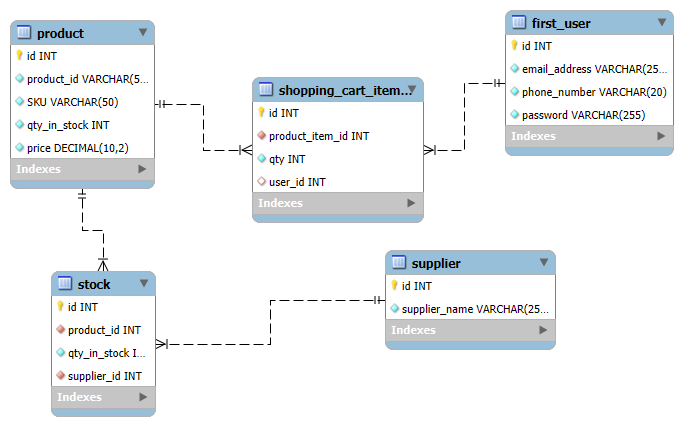 product
id INT
product_id VARCHAR(5...
SKU VARCHAR(50)
qty_in_stock INT
price DECIMAL(10,2)
Indexes
shopping_cart_item...
id INT
product_item_id INT
qty INT
user_id INT
Indexes
first_user
id INT
email_address VARCHAR(25...
phone_number VARCHAR(20)
password VARCHAR(255)
Indexes
stock
id INT
product_id INT
qty_in_stock I...
supplier_id INT
Indexes
supplier
id INT
supplier_name VARCHAR(25...
Indexes